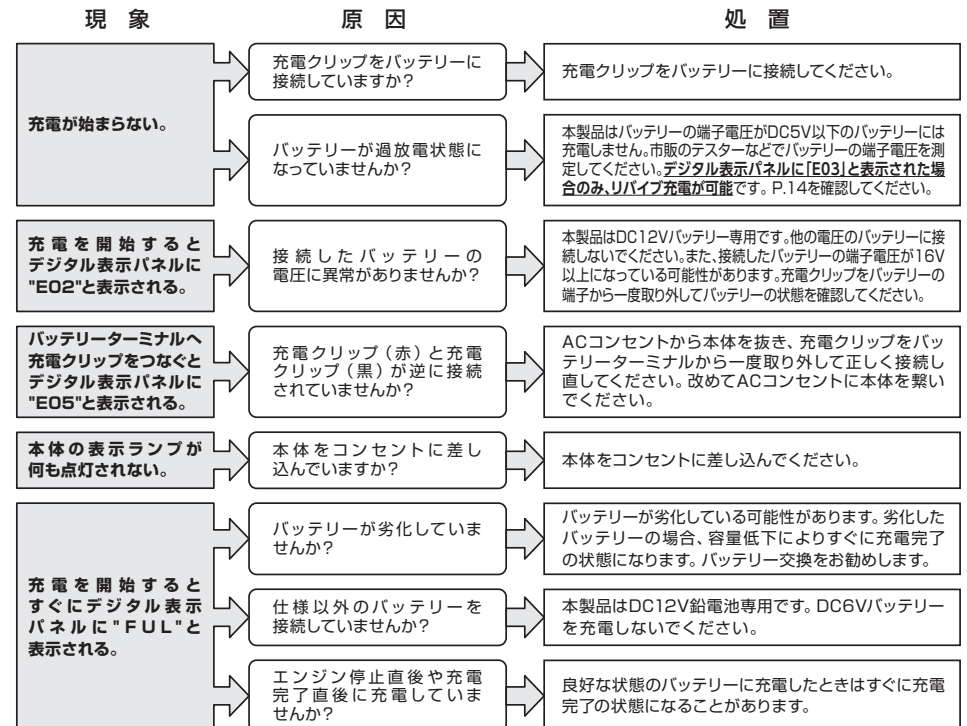 現 象
原 因
処 置
充電が始まらない。
充電クリップをバッテリーに
接続していますか?
充電クリップをバッテリーに接続してください。
バッテリーが過放電状態に
なっていませんか?
本製品はバッテリーの端子電圧がDC5V以下のバッテリーには
充電しません。市販のテスターなどでバッテリーの端子電圧を測
定してください。デジタル表示パネルに「E03」と表示された場
合のみ、リバイブ充電が可能です。P.14を確認してください。
充電を開始すると
デジタル表示パネルに
"E02"と表示される。
接続したバッテリーの
電圧に異常がありませんか?
本製品はDC12Vバッテリー専用です。他の電圧のバッテリーに接
続しないでください。また、接続したバッテリーの端子電圧が16V
以上になっている可能性があります。充電クリップをバッテリーの
端子から一度取り外してバッテリーの状態を確認してください。
バッテリーターミナルへ
充電クリップをつなぐと
デジタル表示パネルに
"E05"と表示される。
充電クリップ(赤)と充電
クリップ(黒)が逆に接続
されていませんか?
ACコンセントから本体を抜き、充電クリップをバッ
テリーターミナルから一度取り外して正しく接続し
直してください。改めてACコンセントに本体を繋い
でください。
本体の表示ランプが
何も点灯されない。
本体をコンセントに差し
込んでいますか?
本体をコンセントに差し込んでください。
充電を開始すると
すぐにデジタル表示
パネルに"FUL"と
表示される。
バッテリーが劣化していま
せんか?
バッテリーが劣化している可能性があります。劣化した
バッテリーの場合、容量低下によりすぐに充電完了
の状態になります。バッテリー交換をお勧めします。
仕様以外のバッテリーを
接続していませんか?
本製品はDC12V鉛電池専用です。DC6Vバッテリー
を充電しないでください。
エンジン停止直後や充電
完了直後に充電していま
せんか?
良好な状態のバッテリーに充電したときはすぐに充電
完了の状態になることがあります。